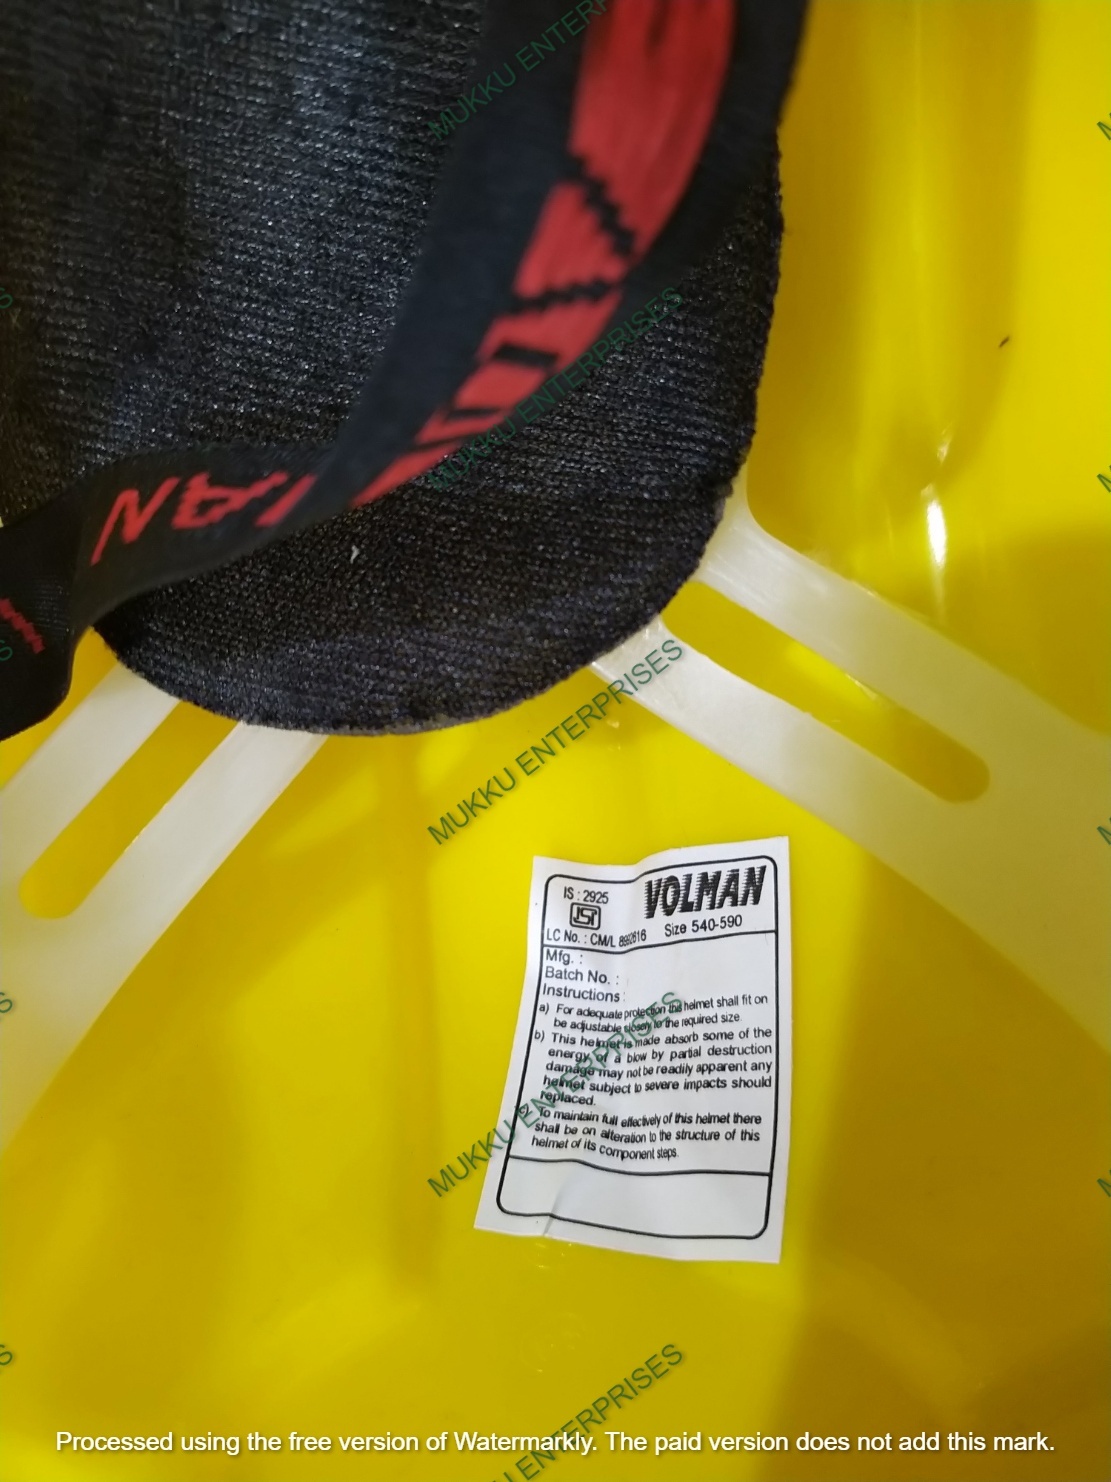 MUKKU ENTERPRISES
IS : 2925
ISI
VOLMAN
LC No. : CM/L
Size 540-590
Mfg. :
Batch No. :
Instructions :
a) For adequate protection this helmet shall fit on
be adjustable closely to the required size.
b) This helmet is made absorb some of the
energy of a blow by partial destruction
damage may not be readily apparent any
helmet subject to severe impacts should
replaced.
c) To maintain full effectively of this helmet there
shall be on alteration to the structure of this
helmet of its component steps.
MUKKU ENTERPRISES
MUKKU ENTERPRISES
MUKKU ENTERPRISES
MUKKU ENTERPRISES
Processed using the free version of Watermarkly. The paid version does not add this mark.